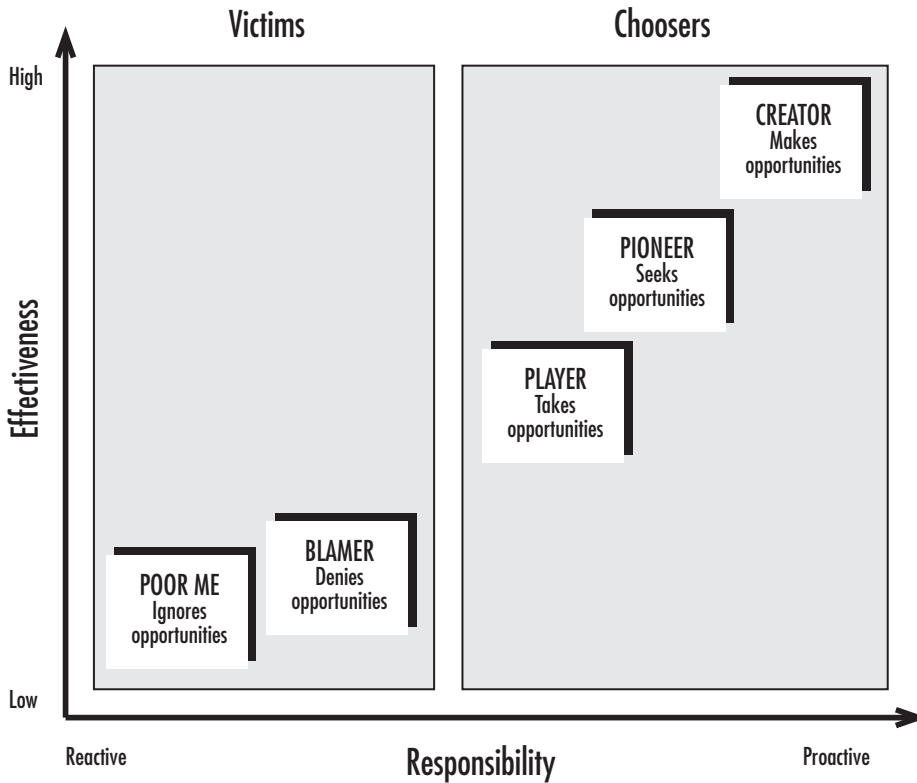 Victims
Choosers
High
CREATOR
Makes
opportunities
PIONEER
Seeks
opportunities
Effectiveness
PLAYER
Takes
opportunities
BLAMER
Denies
opportunities
POOR ME
Ignores
opportunities
Low
Reactive
Responsibility
Proactive